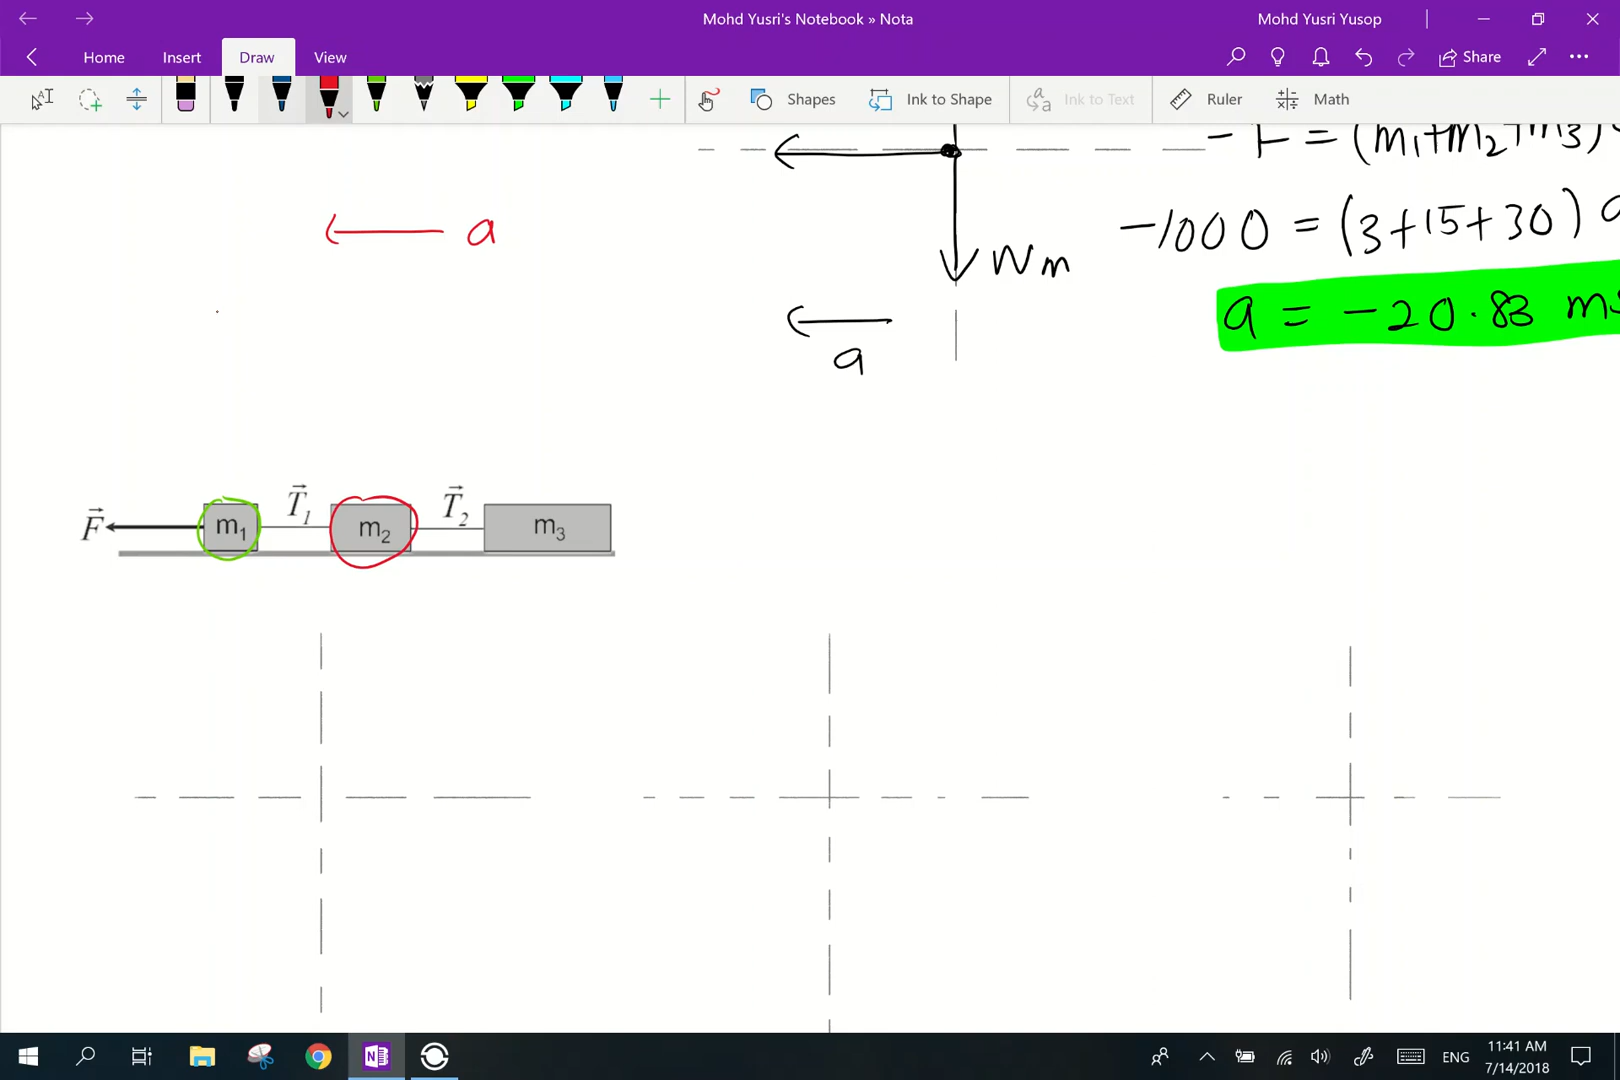 Mohd Yusri's Notebook » Nota
Mohd Yusri Yusop
Home
Insert
Draw
View
Share
Shapes
Ink to Shape
Ink to Text
Ruler
Math
- F = (m1+m2+m3)
-1000 = (3+15+30) a
a
Wm
a = -20.83 ms
a
F
m1
T1
m2
T2
m3
ENG
11:41 AM
7/14/2018